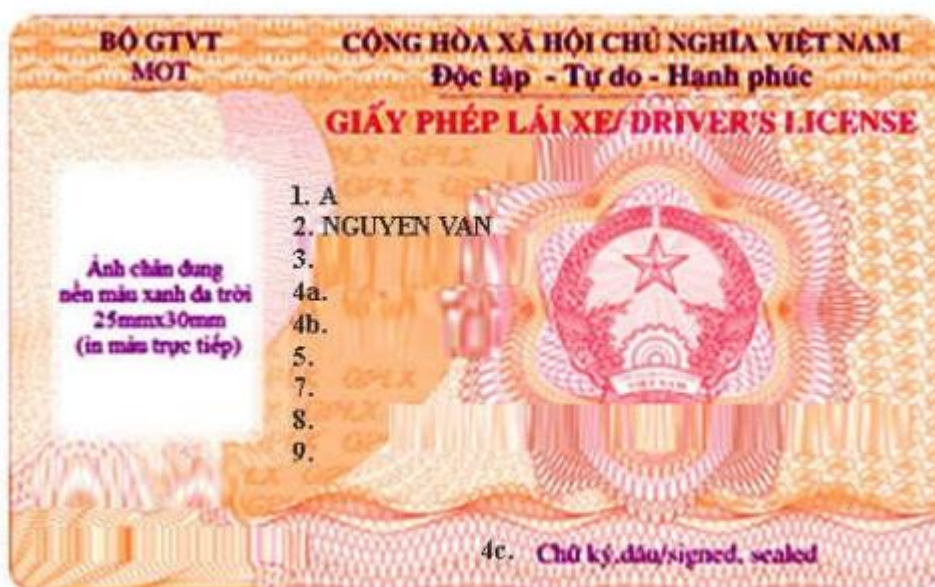 BỘ GTVT
MOT
CỘNG HÒA XÃ HỘI CHỦ NGHĨA VIỆT NAM
Độc lập - Tự do - Hạnh phúc
GIẤY PHÉP LÁI XE/ DRIVER'S LICENSE
Ảnh chân dung
nền màu xanh da trời
25mmx30mm
(in màu trực tiếp)
1. A
2. NGUYEN VAN
3.
4a.
4b.
5.
7.
8.
9.
VIỆT NAM
4c. Chữ ký,dấu/signed, sealed